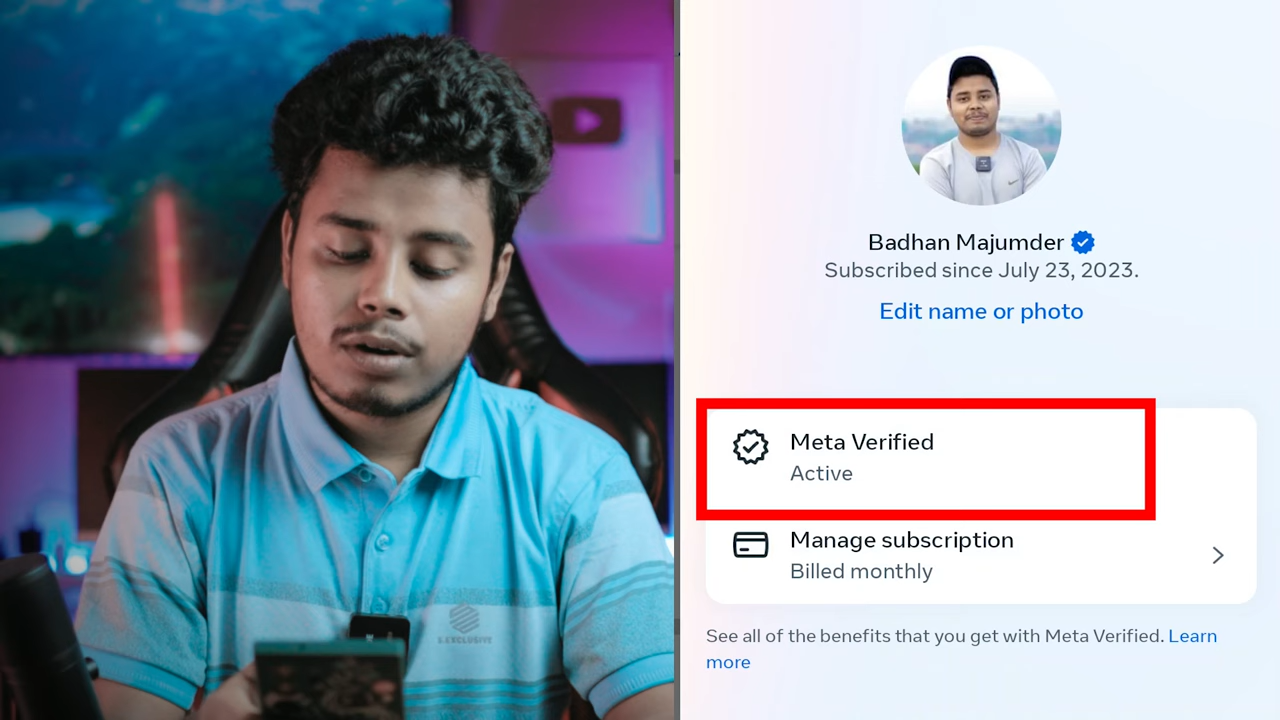 Badhan Majumder
Subscribed since July 23, 2023.
Edit name or photo
Meta Verified
Active
Manage subscription
Billed monthly
See all of the benefits that you get with Meta Verified. Learn
more